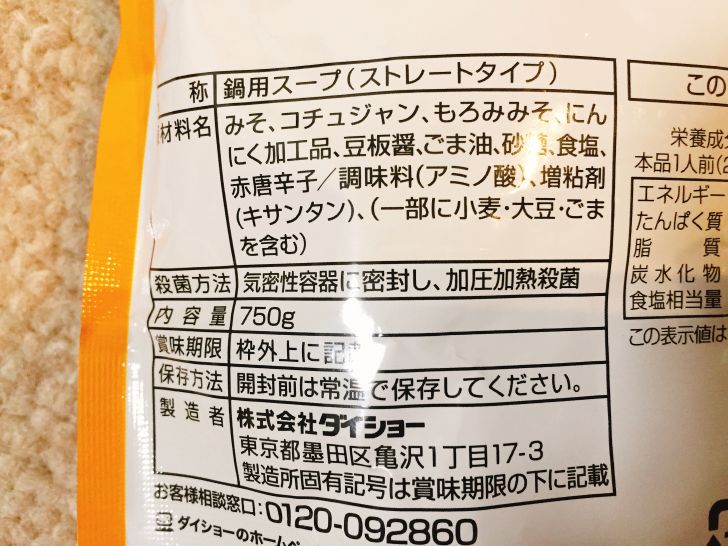 称 鍋用スープ(ストレートタイプ)
材料名 みそ、コチュジャン、もろみみそ、にん
にく加工品、豆板醤、ごま油、砂糖、食塩、
赤唐辛子／調味料(アミノ酸)、増粘剤
(キサンタン)、(一部に小麦・大豆・ごま
を含む)
殺菌方法 気密性容器に密封し、加圧加熱殺菌
内容量 750g
賞味期限 枠外上に記
保存方法 開封前は常温で保存してください。
製造者 株式会社ダイショー
東京都墨田区亀沢1丁目17-3
製造所固有記号は賞味期限の下に記載
お客様相談窓口:0120-092860
ダイショーのホームペ
この
栄養成
本品1人前(2
エネルギー
たんぱく質
脂質
炭水化物
食塩相当量
この表示値は